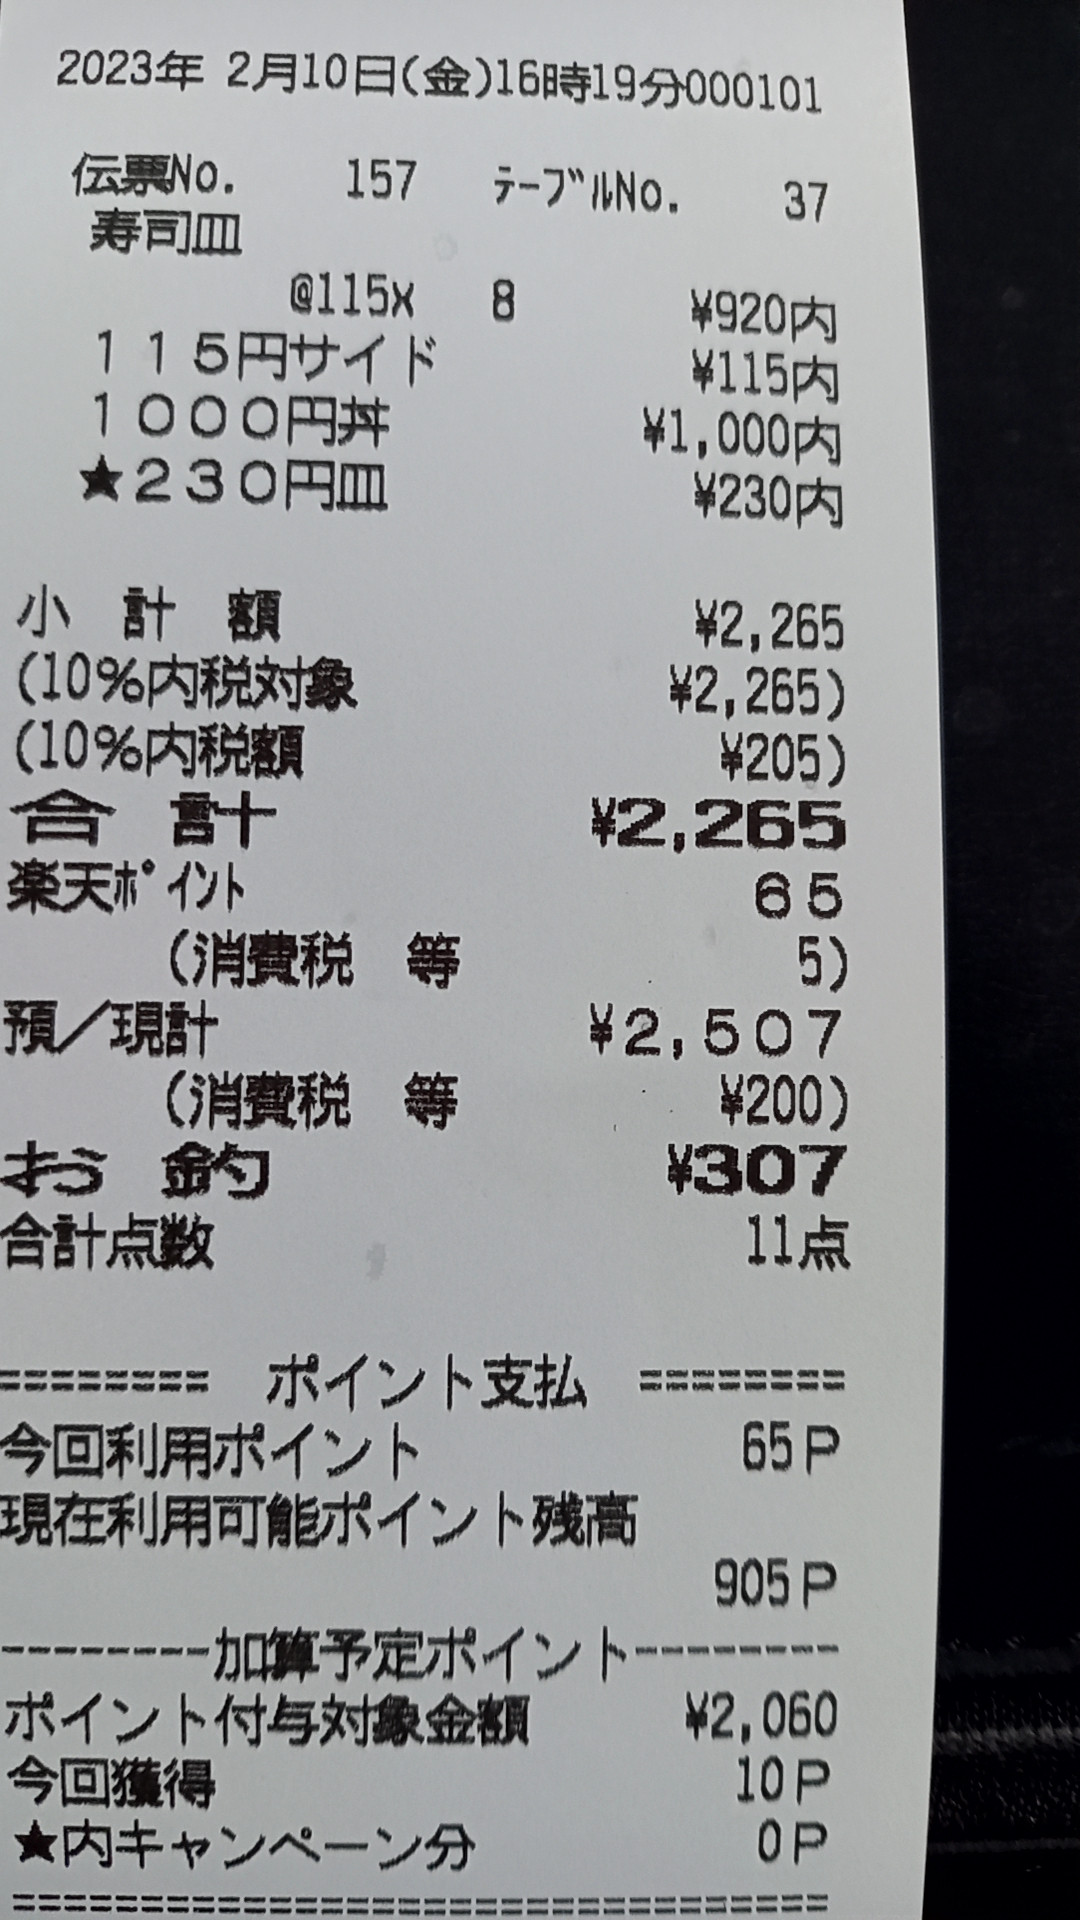 2023年 2月10日(金)16時19分000101
伝票No. 157 ﾃｰﾌﾞﾙNo. 37
寿司皿
@115x 8 ¥920内
115円サイド ¥115内
1000円丼 ¥1,000内
★230円皿 ¥230内
小 計 額 ¥2,265
(10%内税対象 ¥2,265)
(10%内税額 ¥205)
合 計 ¥2,265
楽天ﾎﾟｲﾝﾄ 65
(消費税 等 5)
預/現計 ¥2,507
(消費税 等 ¥200)
お 釣 ¥307
合計点数 11点
======== ポイント支払 ========
今回利用ポイント 65P
現在利用可能ポイント残高
905P
--------加算予定ポイント--------
ポイント付与対象金額 ¥2,060
今回獲得 10P
★内キャンペーン分 0P
================================